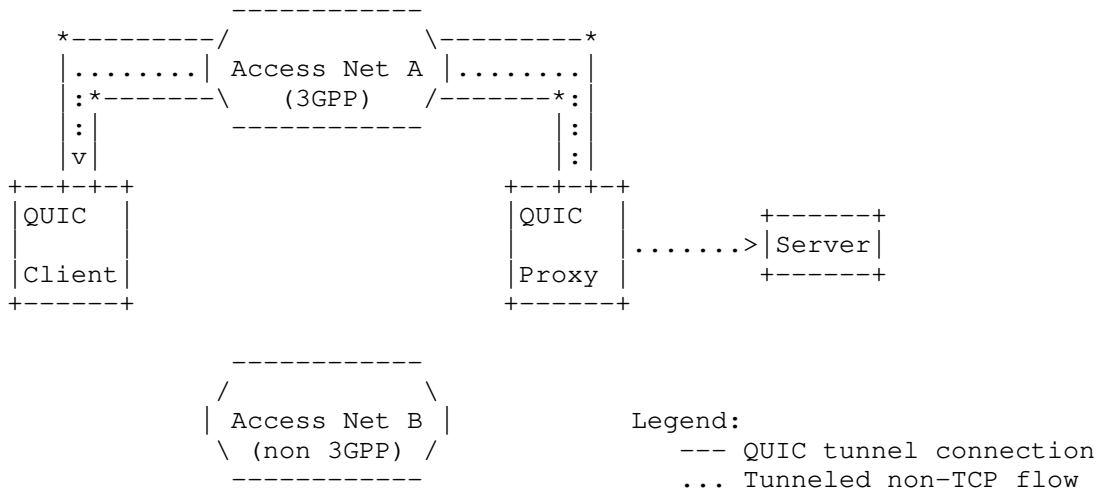 Access Net A
(3GPP)
v
QUIC
Client
QUIC
Proxy
Server
Access Net B
(non 3GPP)
Legend:
--- QUIC tunnel connection
... Tunneled non-TCP flow